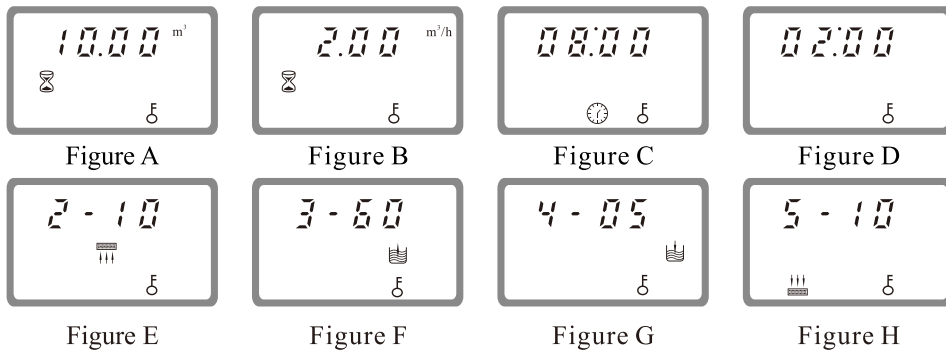 10.00 m³
2.00 m³/h
08:00
02:00
Figure A
Figure B
Figure C
Figure D
2 - 10
3 - 60
4 - 05
5 - 10
Figure E
Figure F
Figure G
Figure H